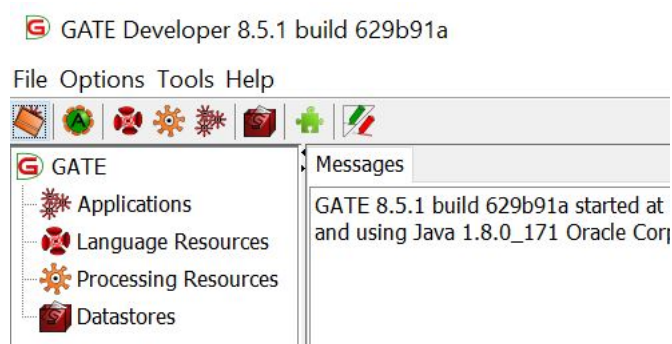 GATE Developer 8.5.1 build 629b91a
File Options Tools Help
GATE
Applications
Language Resources
Processing Resources
Datastores
Messages
GATE 8.5.1 build 629b91a started at
and using Java 1.8.0_171 Oracle